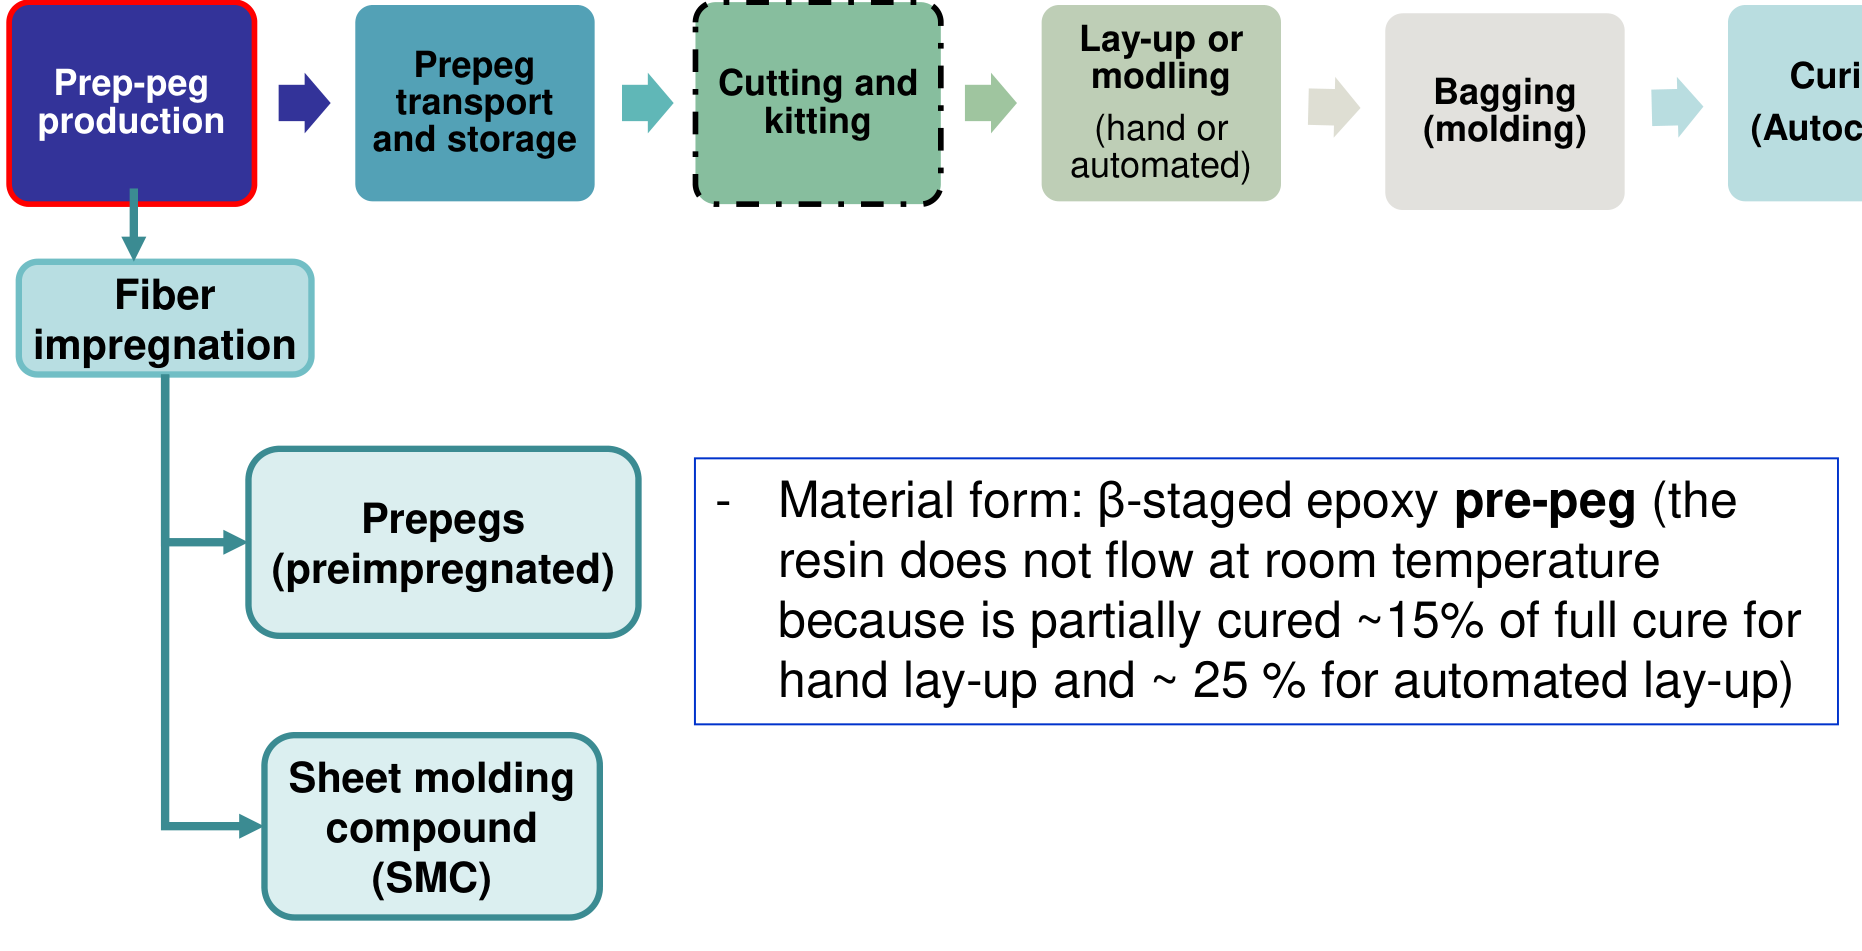 Prep-peg
production
Prepeg
transport
and storage
Cutting and
kitting
Lay-up or
modling
(hand or
automated)
Bagging
(molding)
Curi
(Autoc
Fiber
impregnation
Prepegs
(preimpregnated)
Sheet molding
compound
(SMC)
- Material form: β-staged epoxy pre-peg (the
resin does not flow at room temperature
because is partially cured ~15% of full cure for
hand lay-up and ~ 25 % for automated lay-up)